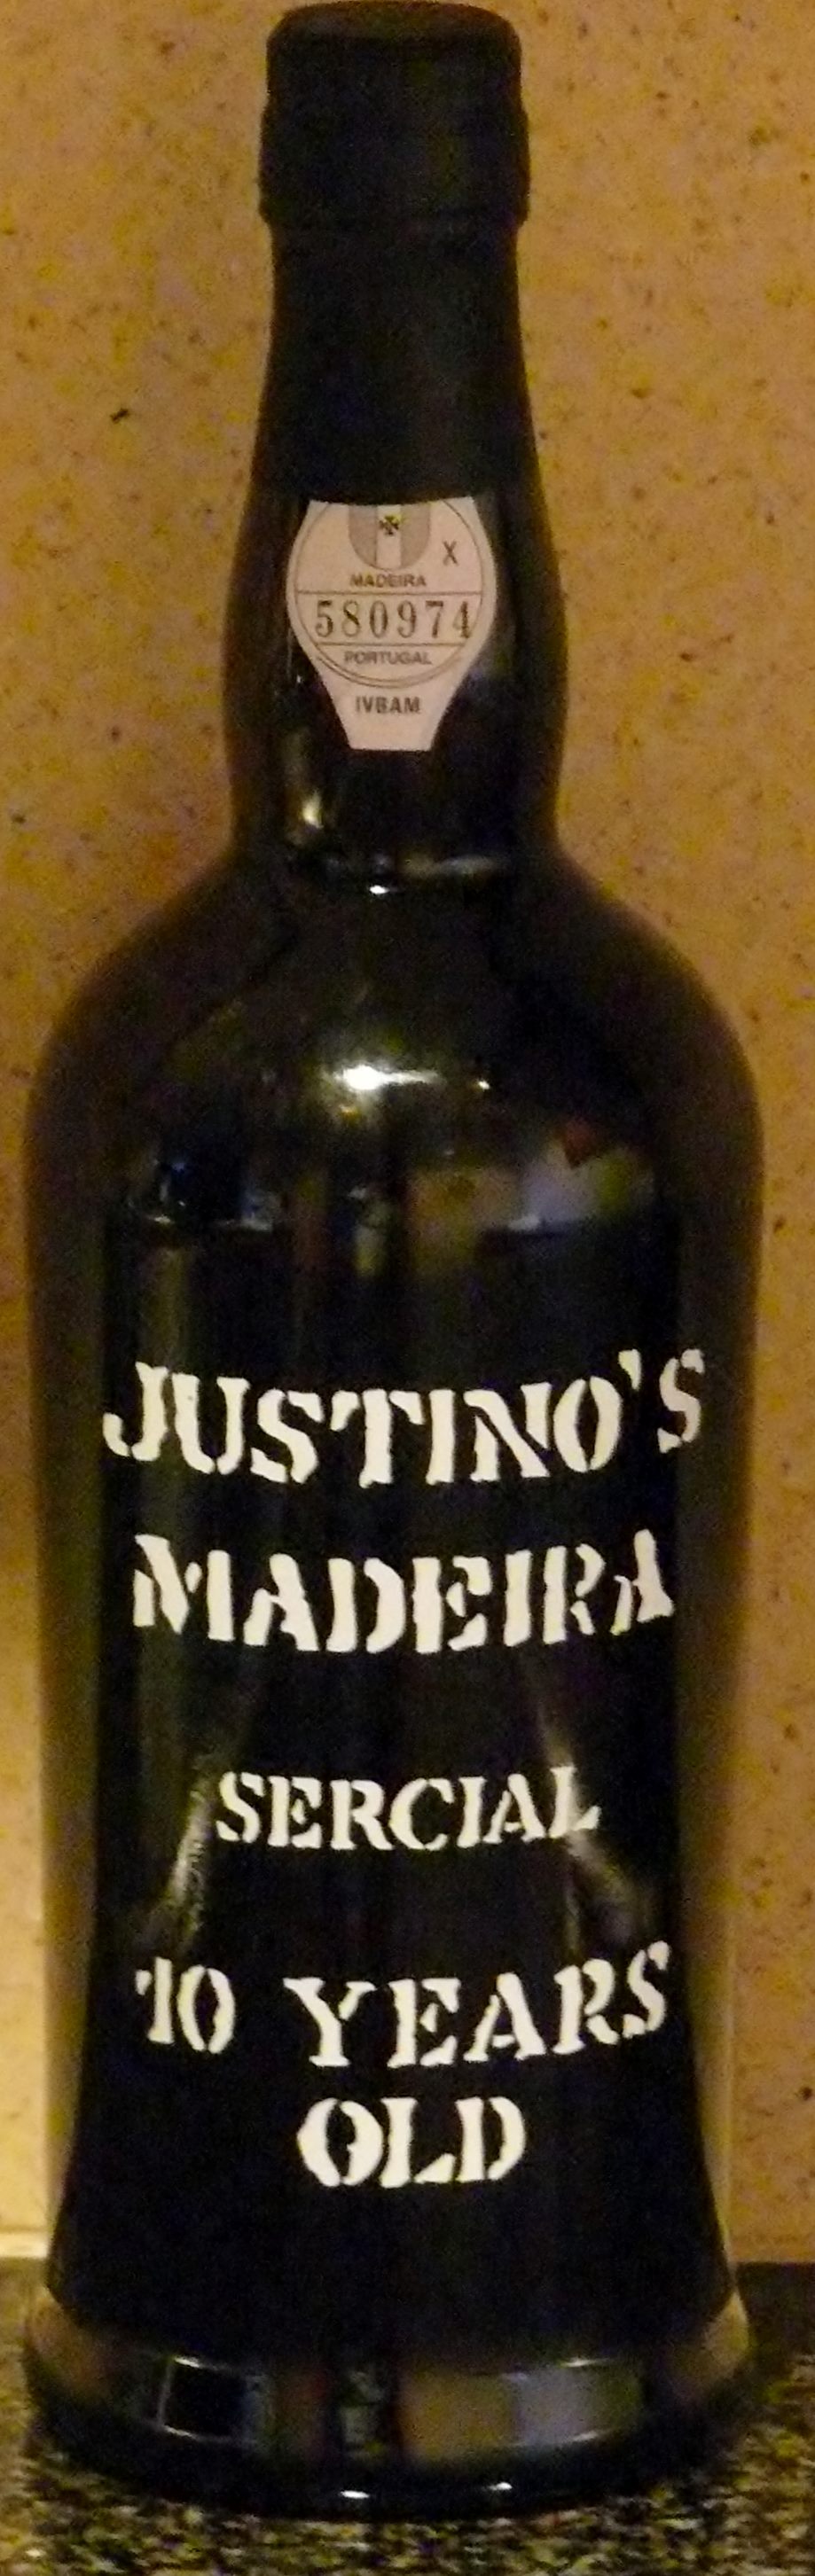 X
MADEIRA
580974
PORTUGAL
IVBAM
JUSTINO'S
MADEIRA
SERCIAL
10 YEARS
OLD